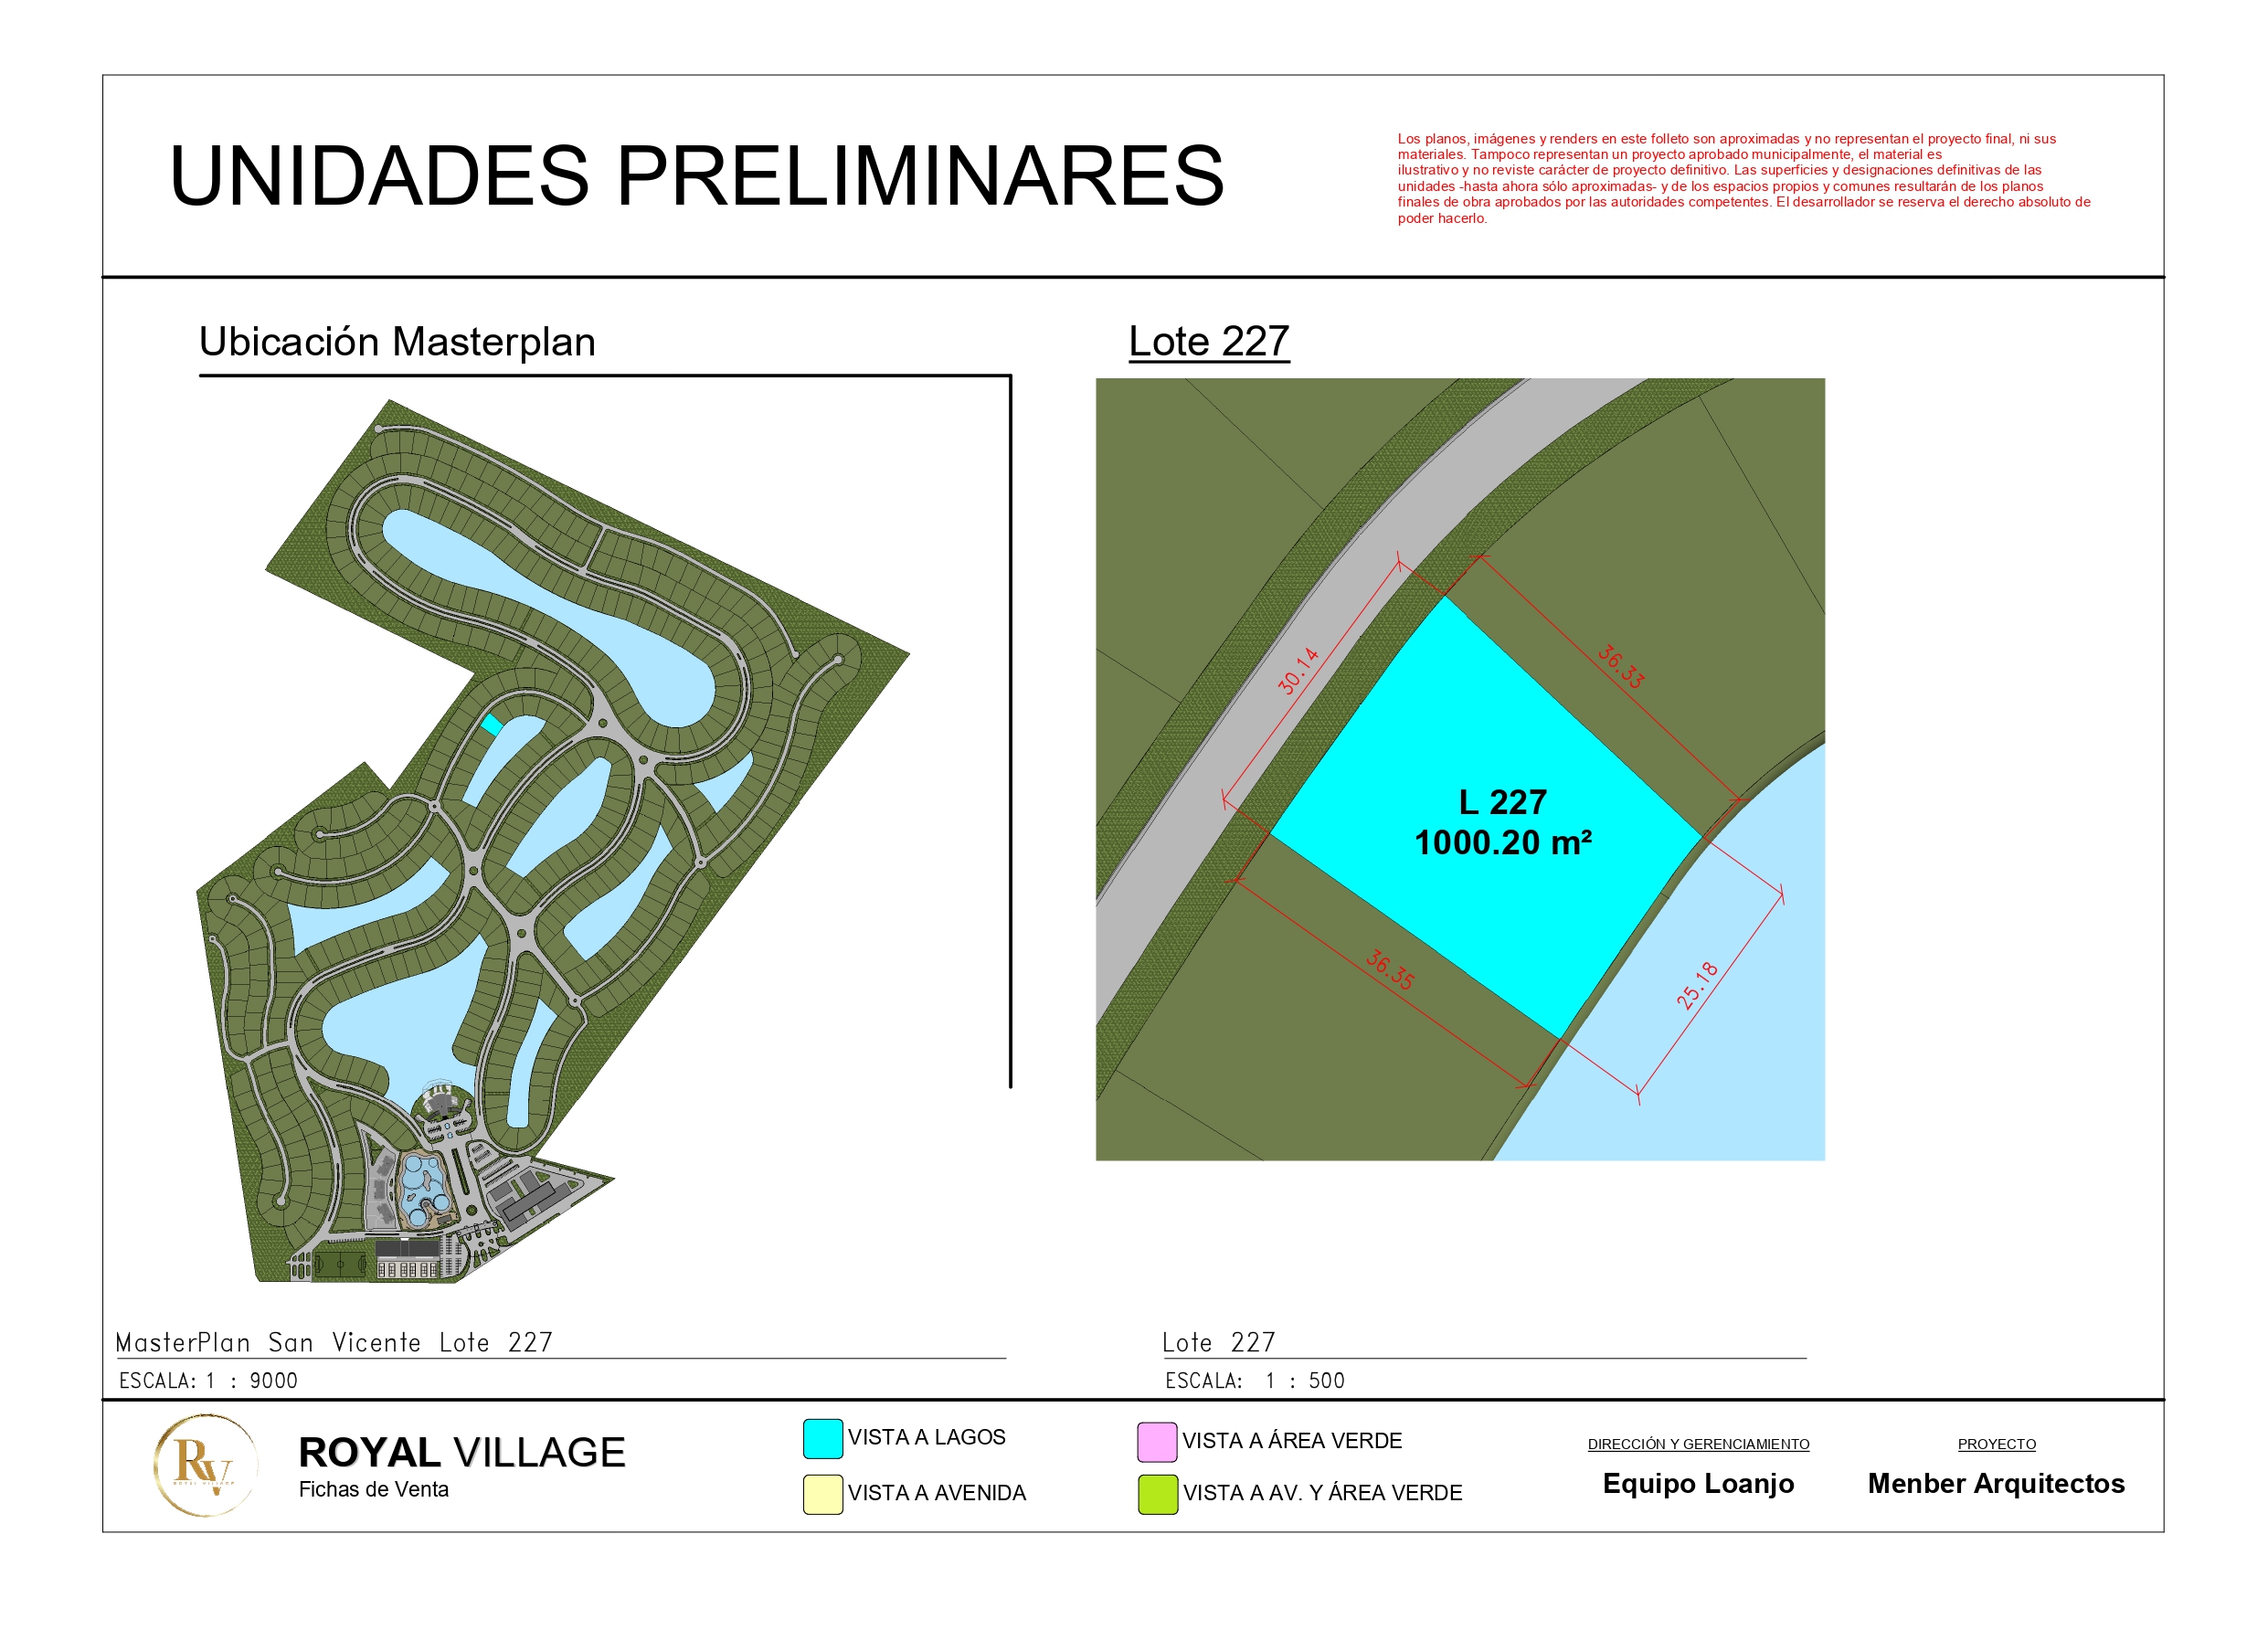 UNIDADES PRELIMINARES
Los planos, imágenes y renders en este folleto son aproximadas y no representan el proyecto final, ni sus
materiales. Tampoco representan un proyecto aprobado municipalmente, el material es
ilustrativo y no reviste carácter de proyecto definitivo. Las superficies y designaciones definitivas de las
unidades -hasta ahora sólo aproximadas- y de los espacios propios y comunes resultarán de los planos
finales de obra aprobados por las autoridades competentes. El desarrollador se reserva el derecho absoluto de
poder hacerlo.
Ubicación Masterplan
Lote 227
30.14
36.33
L 227
1000.20 m²
36.35
25.18
MasterPlan San Vicente Lote 227
ESCALA: 1 : 9000
Lote 227
ESCALA: 1 : 500
RV
ROYAL VILLAGE
ROYAL VILLAGE
Fichas de Venta
VISTA A LAGOS
VISTA A AVENIDA
VISTA A ÁREA VERDE
VISTA A AV. Y ÁREA VERDE
DIRECCIÓN Y GERENCIAMIENTO
Equipo Loanjo
PROYECTO
Menber Arquitectos